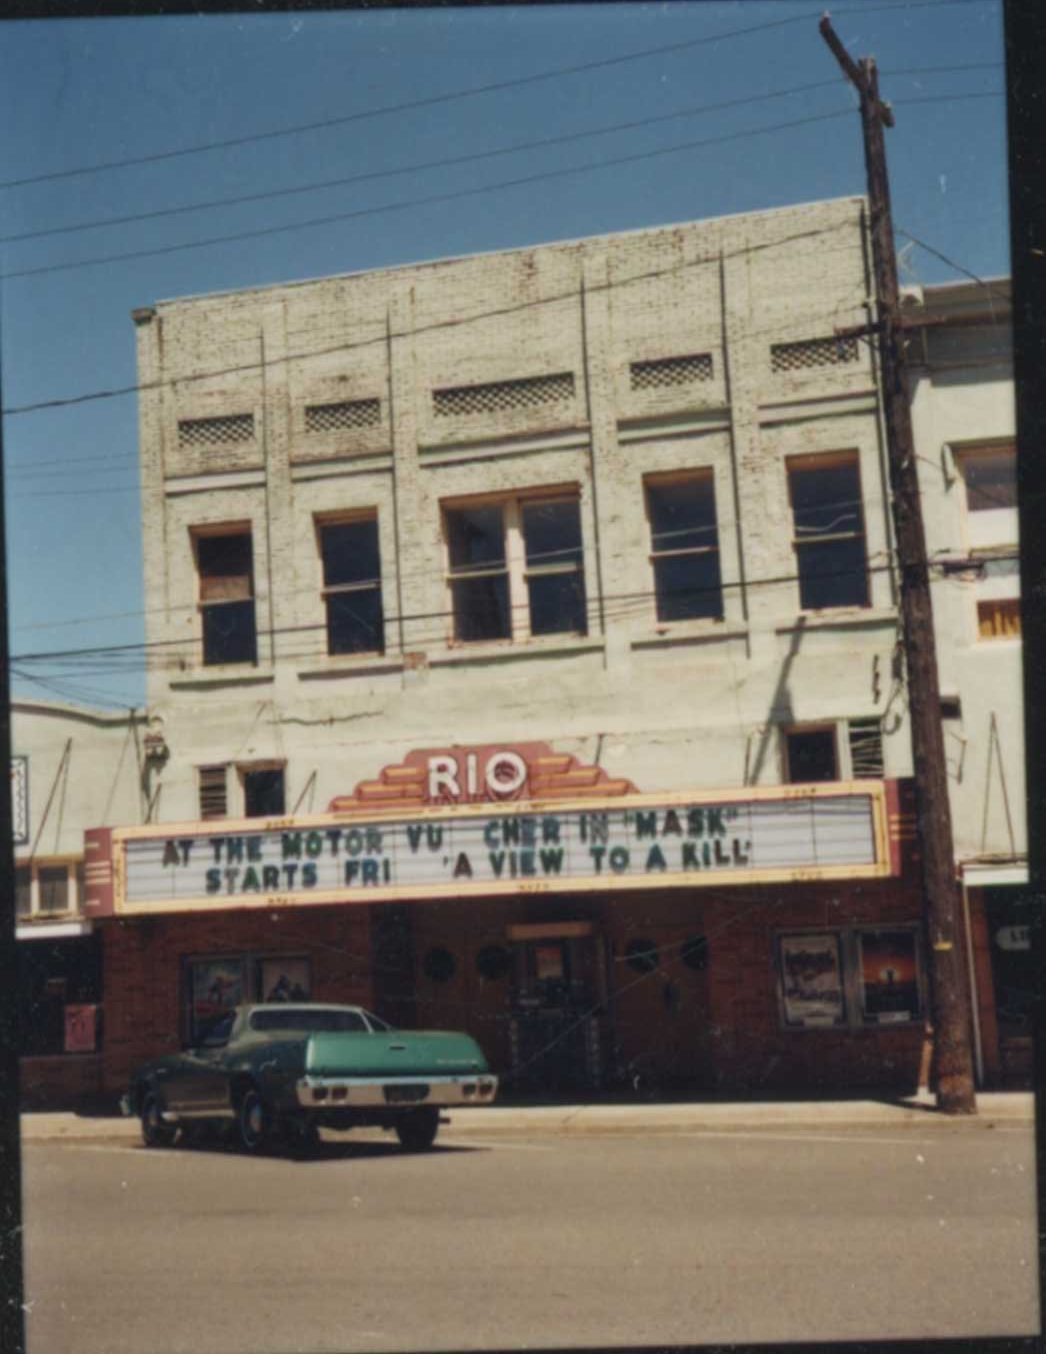 RIO
AT THE MOTOR VU CHER IN "MASK"
STARTS FRI 'A VIEW TO A KILL'